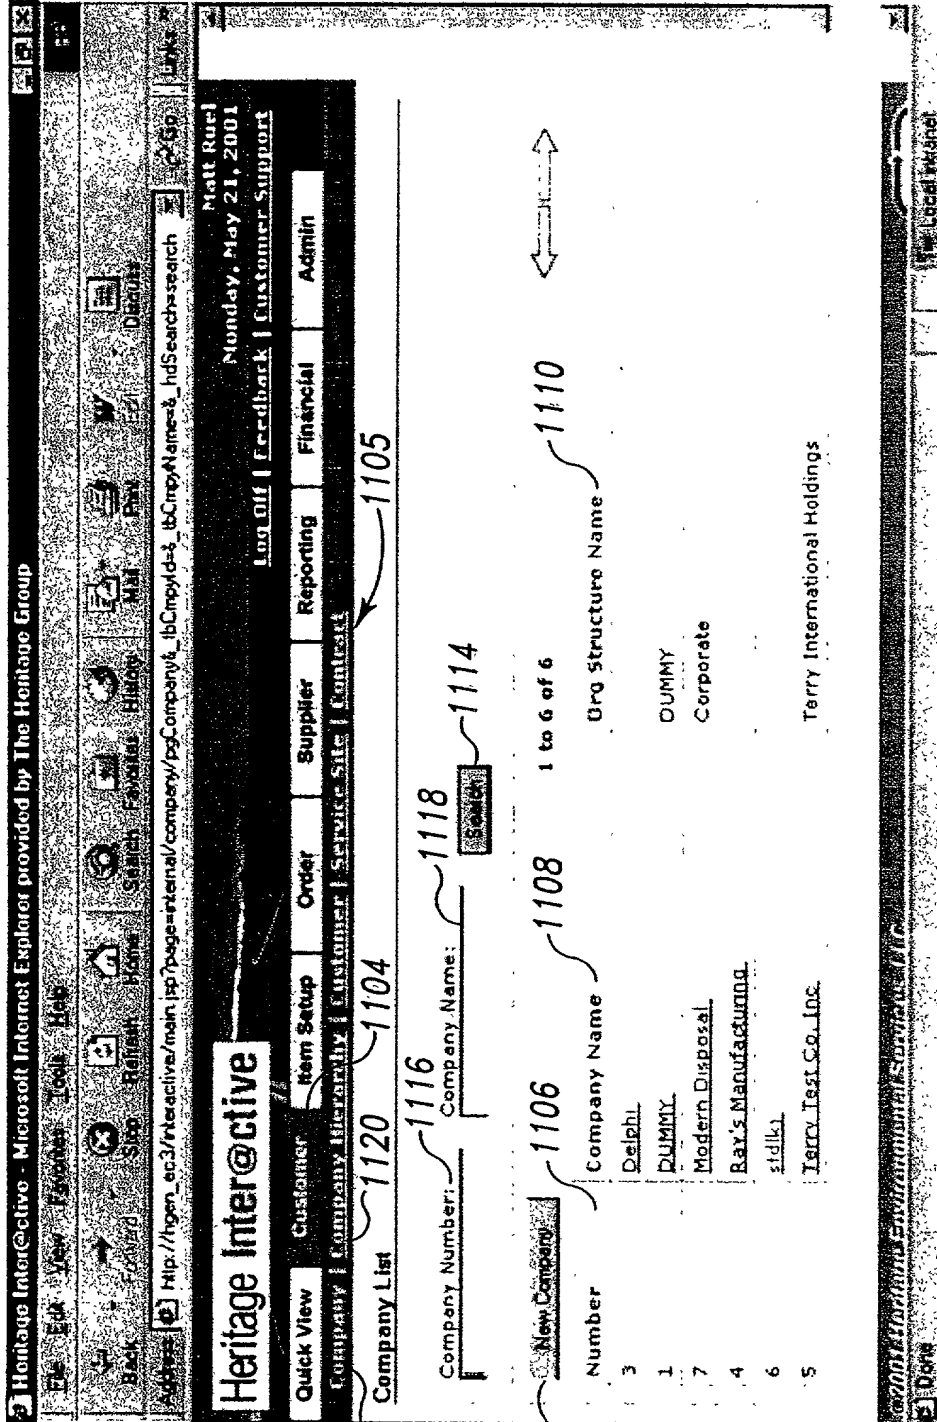 Heritage Inter@ctive - Microsoft Internet Explorer provided by The Heritage Group
File Edit View Favorites Tools Help
Back Forward Stop Refresh Home Search Favorites History Mail Print Edit Discuss
Address http://hgen_ec3/interactive/main.jsp?page=internal/company/pgCompany&_tbCmpyId=&_tbCmpyName=&_hdSearch=search Go Links
Heritage Inter@ctive
Matt Ruel
Monday, May 21, 2001
Log Off | Feedback | Customer Support
Quick View Customer Item Setup Order Supplier Reporting Financial Admin
Company | Company Hierarchy | Customer | Service Site | Contract
1105
Company List 1120 1104
1116 1118 1114
Company Number: Company Name: Search
New Company 1106 1108 1 to 6 of 6 1110
Number Company Name Org Structure Name
3 Delphi
1 DUMMY DUMMY
7 Modern Disposal Corporate
4 Ray's Manufacturing
6 stdlkj
5 Terry Test Co. Inc. Terry International Holdings
Done Local intranet